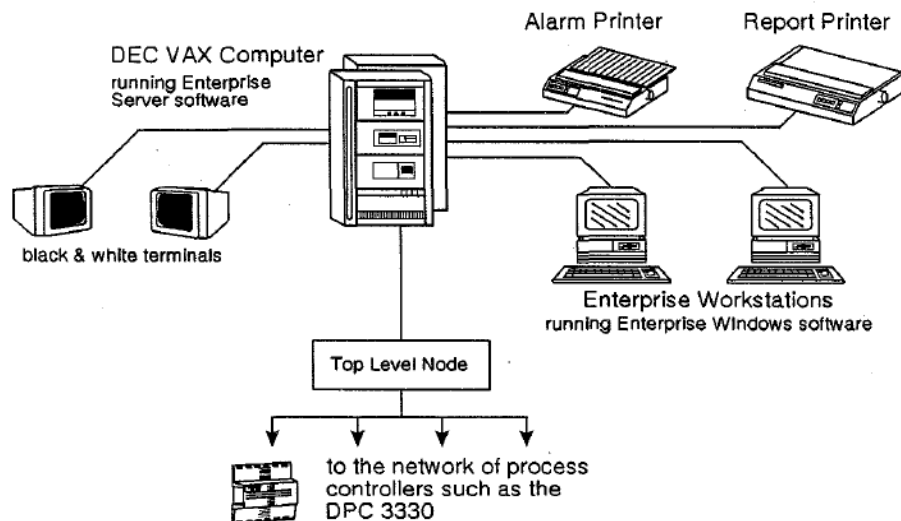 Alarm Printer
Report Printer
DEC VAX Computer
running Enterprise
Server software
black & white terminals
Enterprise Workstations
running Enterprise Windows software
Top Level Node
to the network of process
controllers such as the
DPC 3330